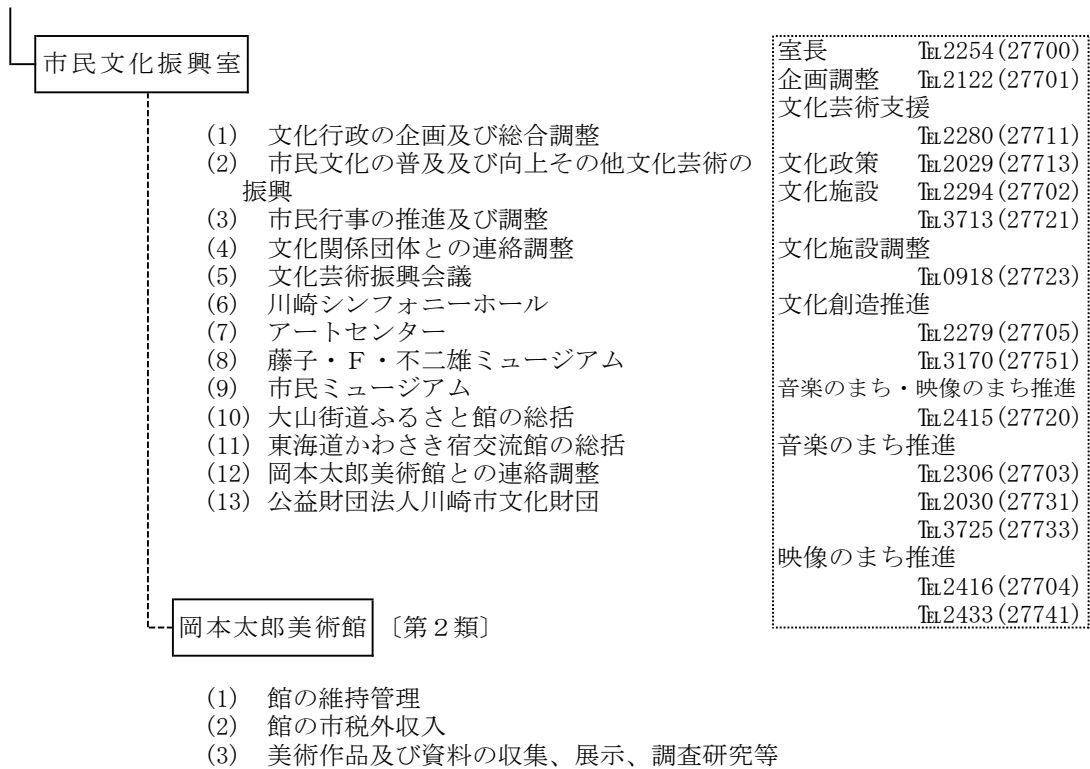 市民文化振興室
(1) 文化行政の企画及び総合調整
(2) 市民文化の普及及び向上その他文化芸術の
振興
(3) 市民行事の推進及び調整
(4) 文化関係団体との連絡調整
(5) 文化芸術振興会議
(6) 川崎シンフォニーホール
(7) アートセンター
(8) 藤子・F・不二雄ミュージアム
(9) 市民ミュージアム
(10) 大山街道ふるさと館の総括
(11) 東海道かわさき宿交流館の総括
(12) 岡本太郎美術館との連絡調整
(13) 公益財団法人川崎市文化財団
室長 ℡2254(27700)
企画調整 ℡2122(27701)
文化芸術支援
℡2280(27711)
文化政策 ℡2029(27713)
文化施設 ℡2294(27702)
℡3713(27721)
文化施設調整
℡0918(27723)
文化創造推進
℡2279(27705)
℡3170(27751)
音楽のまち・映像のまち推進
℡2415(27720)
音楽のまち推進
℡2306(27703)
℡2030(27731)
℡3725(27733)
映像のまち推進
℡2416(27704)
℡2433(27741)
岡本太郎美術館 〔第2類〕
(1) 館の維持管理
(2) 館の市税外収入
(3) 美術作品及び資料の収集、展示、調査研究等